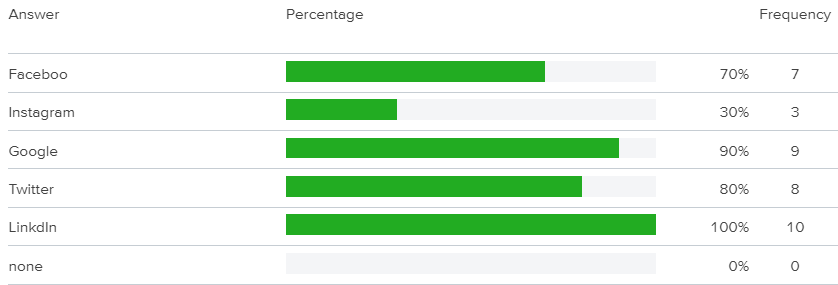 Answer Percentage Frequency
Faceboo 70% 7
Instagram 30% 3
Google 90% 9
Twitter 80% 8
LinkdIn 100% 10
none 0% 0